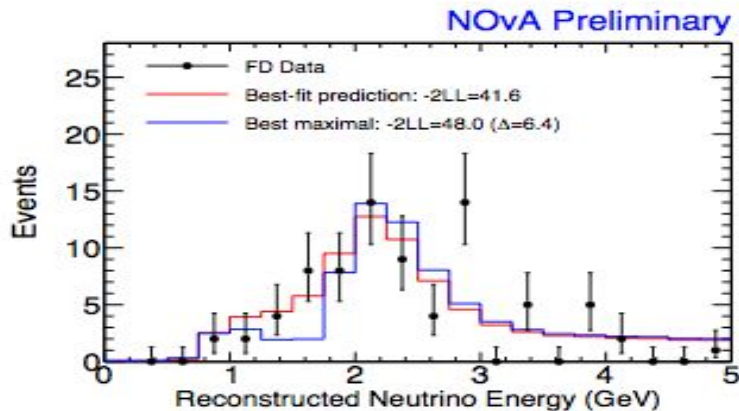 NOvA Preliminary
25
20
15
10
5
0
Events
FD Data
Best-fit prediction: -2LL=41.6
Best maximal: -2LL=48.0 (Δ=6.4)
0 1 2 3 4 5
Reconstructed Neutrino Energy (GeV)